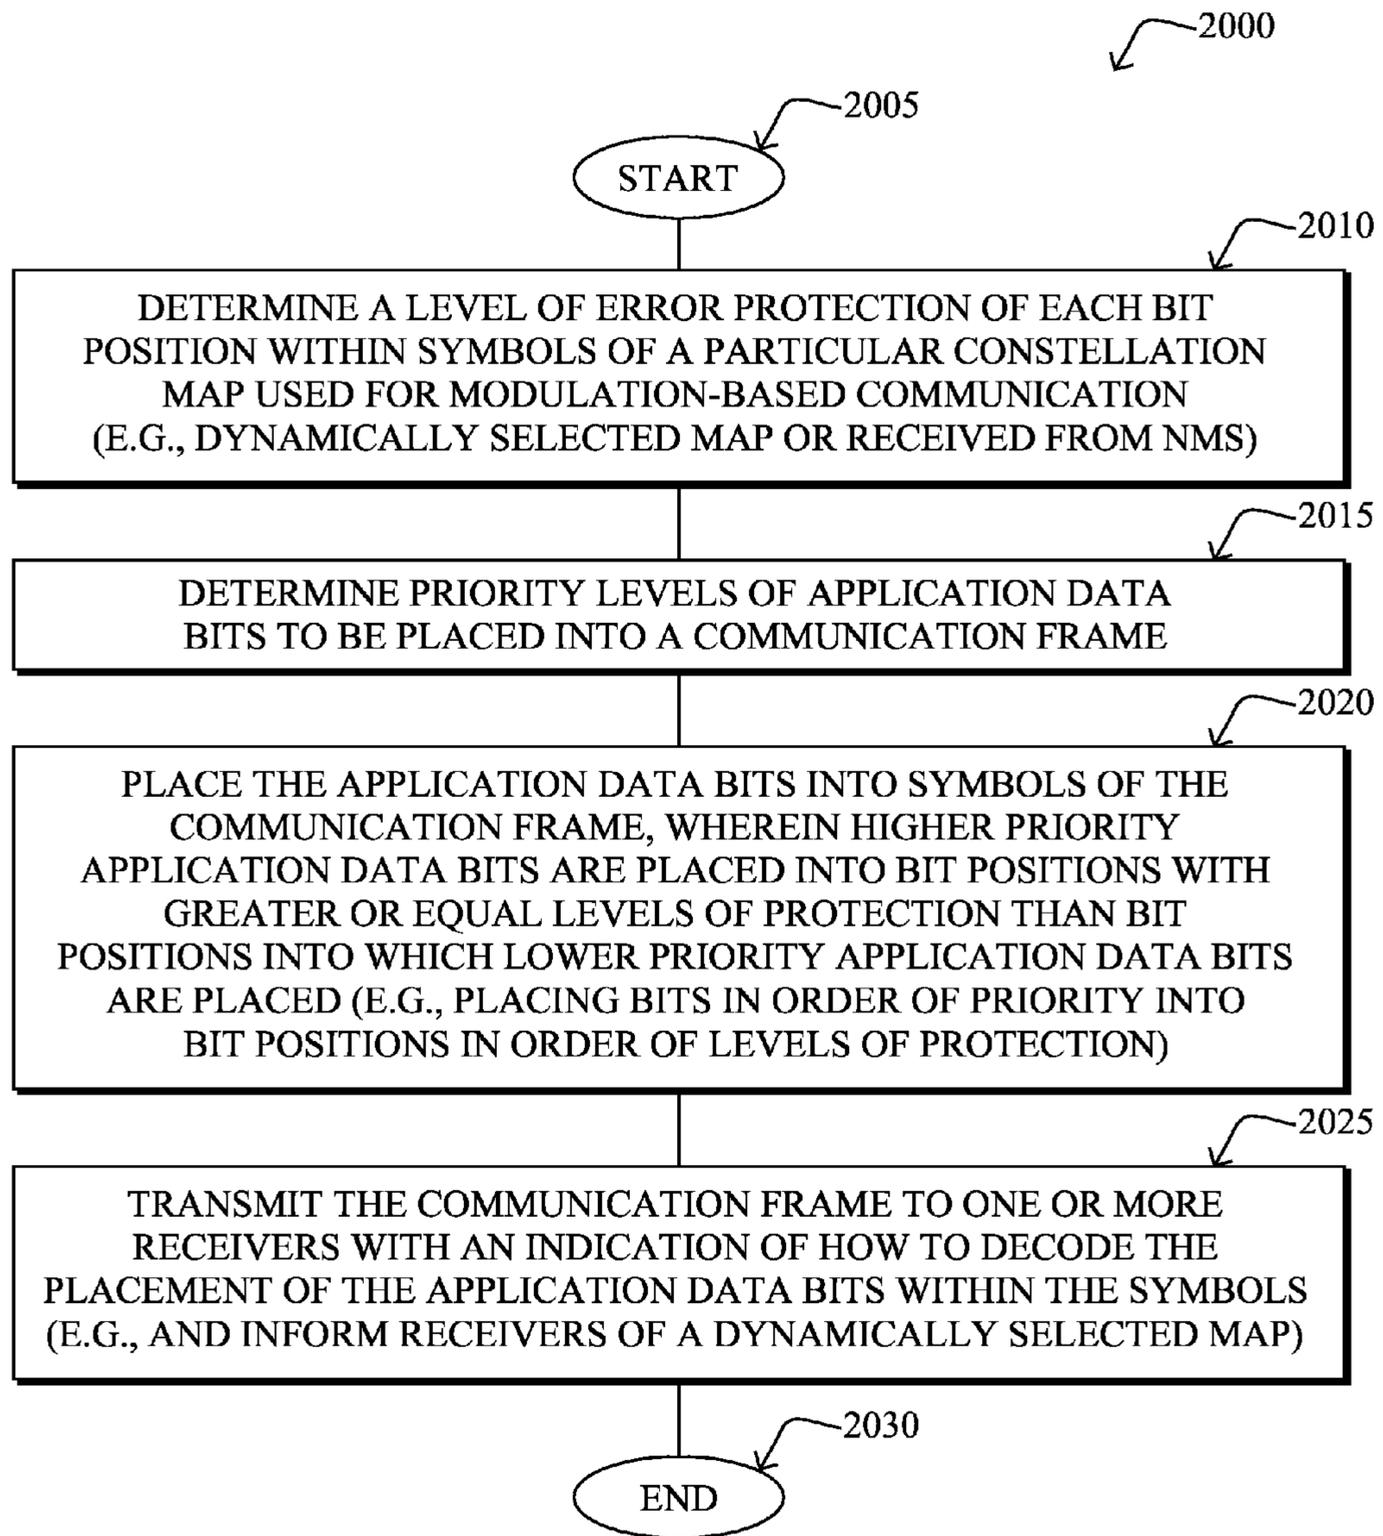 2000
2005
START
2010
DETERMINE A LEVEL OF ERROR PROTECTION OF EACH BIT
POSITION WITHIN SYMBOLS OF A PARTICULAR CONSTELLATION
MAP USED FOR MODULATION-BASED COMMUNICATION
(E.G., DYNAMICALLY SELECTED MAP OR RECEIVED FROM NMS)
2015
DETERMINE PRIORITY LEVELS OF APPLICATION DATA
BITS TO BE PLACED INTO A COMMUNICATION FRAME
2020
PLACE THE APPLICATION DATA BITS INTO SYMBOLS OF THE
COMMUNICATION FRAME, WHEREIN HIGHER PRIORITY
APPLICATION DATA BITS ARE PLACED INTO BIT POSITIONS WITH
GREATER OR EQUAL LEVELS OF PROTECTION THAN BIT
POSITIONS INTO WHICH LOWER PRIORITY APPLICATION DATA BITS
ARE PLACED (E.G., PLACING BITS IN ORDER OF PRIORITY INTO
BIT POSITIONS IN ORDER OF LEVELS OF PROTECTION)
2025
TRANSMIT THE COMMUNICATION FRAME TO ONE OR MORE
RECEIVERS WITH AN INDICATION OF HOW TO DECODE THE
PLACEMENT OF THE APPLICATION DATA BITS WITHIN THE SYMBOLS
(E.G., AND INFORM RECEIVERS OF A DYNAMICALLY SELECTED MAP)
2030
END